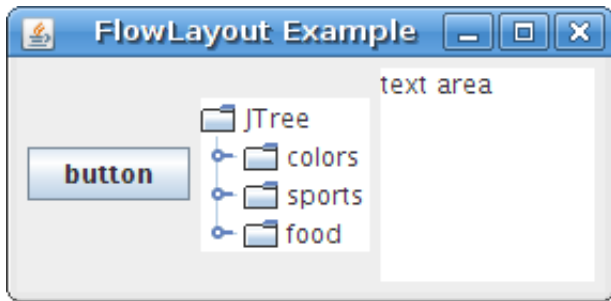 FlowLayout Example
button
JTree
colors
sports
food
text area